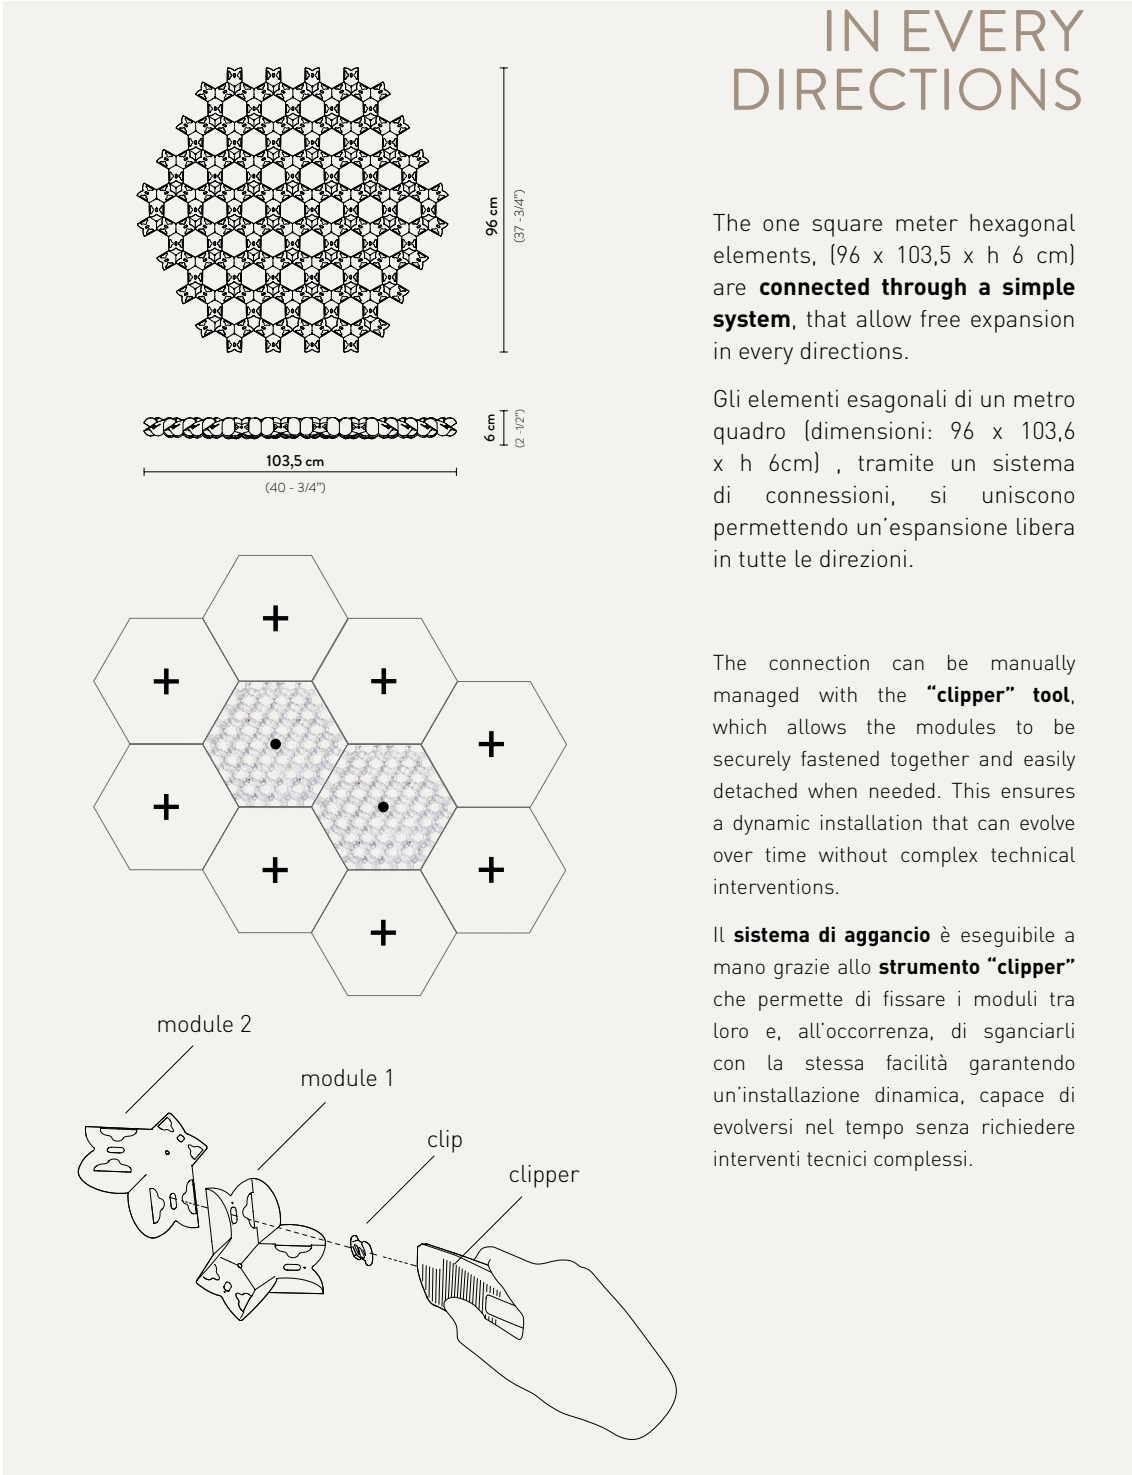 IN EVERY
DIRECTIONS
96 cm
(37 - 3/4")
6 cm
(2 -1/2")
103,5 cm
(40 - 3/4")
The one square meter hexagonal
elements, (96 x 103,5 x h 6 cm)
are connected through a simple
system, that allow free expansion
in every directions.
Gli elementi esagonali di un metro
quadro (dimensioni: 96 x 103,6
x h 6cm) , tramite un sistema
di connessioni, si uniscono
permettendo un'espansione libera
in tutte le direzioni.
The connection can be manually
managed with the “clipper” tool,
which allows the modules to be
securely fastened together and easily
detached when needed. This ensures
a dynamic installation that can evolve
over time without complex technical
interventions.
Il sistema di aggancio è eseguibile a
mano grazie allo strumento “clipper”
che permette di fissare i moduli tra
loro e, all'occorrenza, di sganciarli
con la stessa facilità garantendo
un'installazione dinamica, capace di
evolversi nel tempo senza richiedere
interventi tecnici complessi.
module 2
module 1
clip
clipper